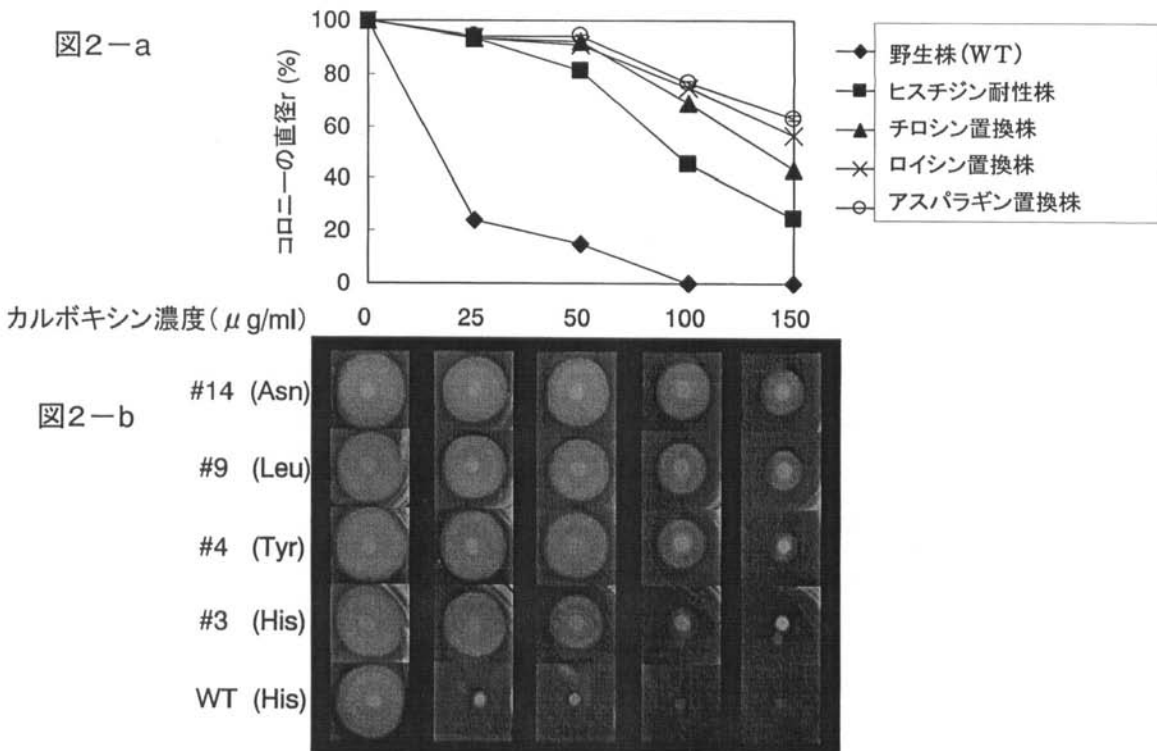 図2-a
コロニーの直径r (%)
100
80
60
40
20
0
野生株(WT)
ヒスチジン耐性株
チロシン置換株
ロイシン置換株
アスパラギン置換株
カルボキシン濃度(μg/ml) 0 25 50 100 150
図2-b
#14 (Asn)
#9 (Leu)
#4 (Tyr)
#3 (His)
WT (His)